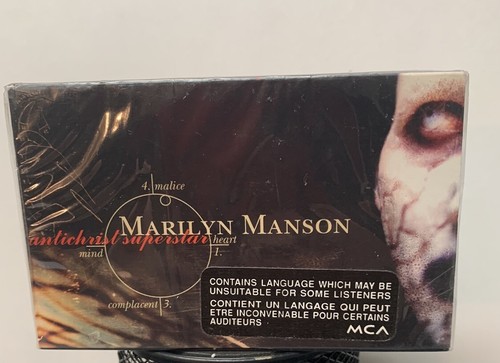 4. malice
MARILYN MANSON
antichrist superstar heart
mind 1.
complacent 3.
CONTAINS LANGUAGE WHICH MAY BE
UNSUITABLE FOR SOME LISTENERS
CONTIENT UN LANGAGE QUI PEUT
ETRE INCONVENABLE POUR CERTAINS
AUDITEURS
MCA